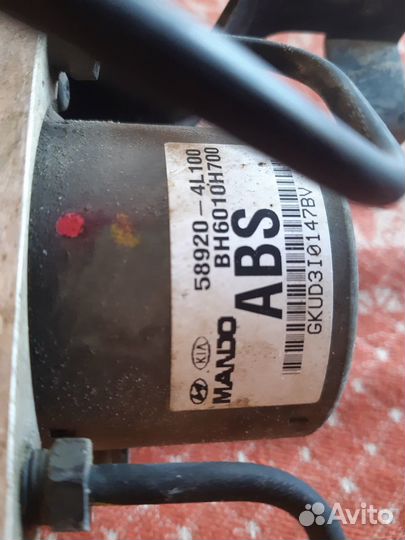 58920-4L100
BH6010H700
ABS
GKUD3I0147BV
KIA
MANDO
Avito